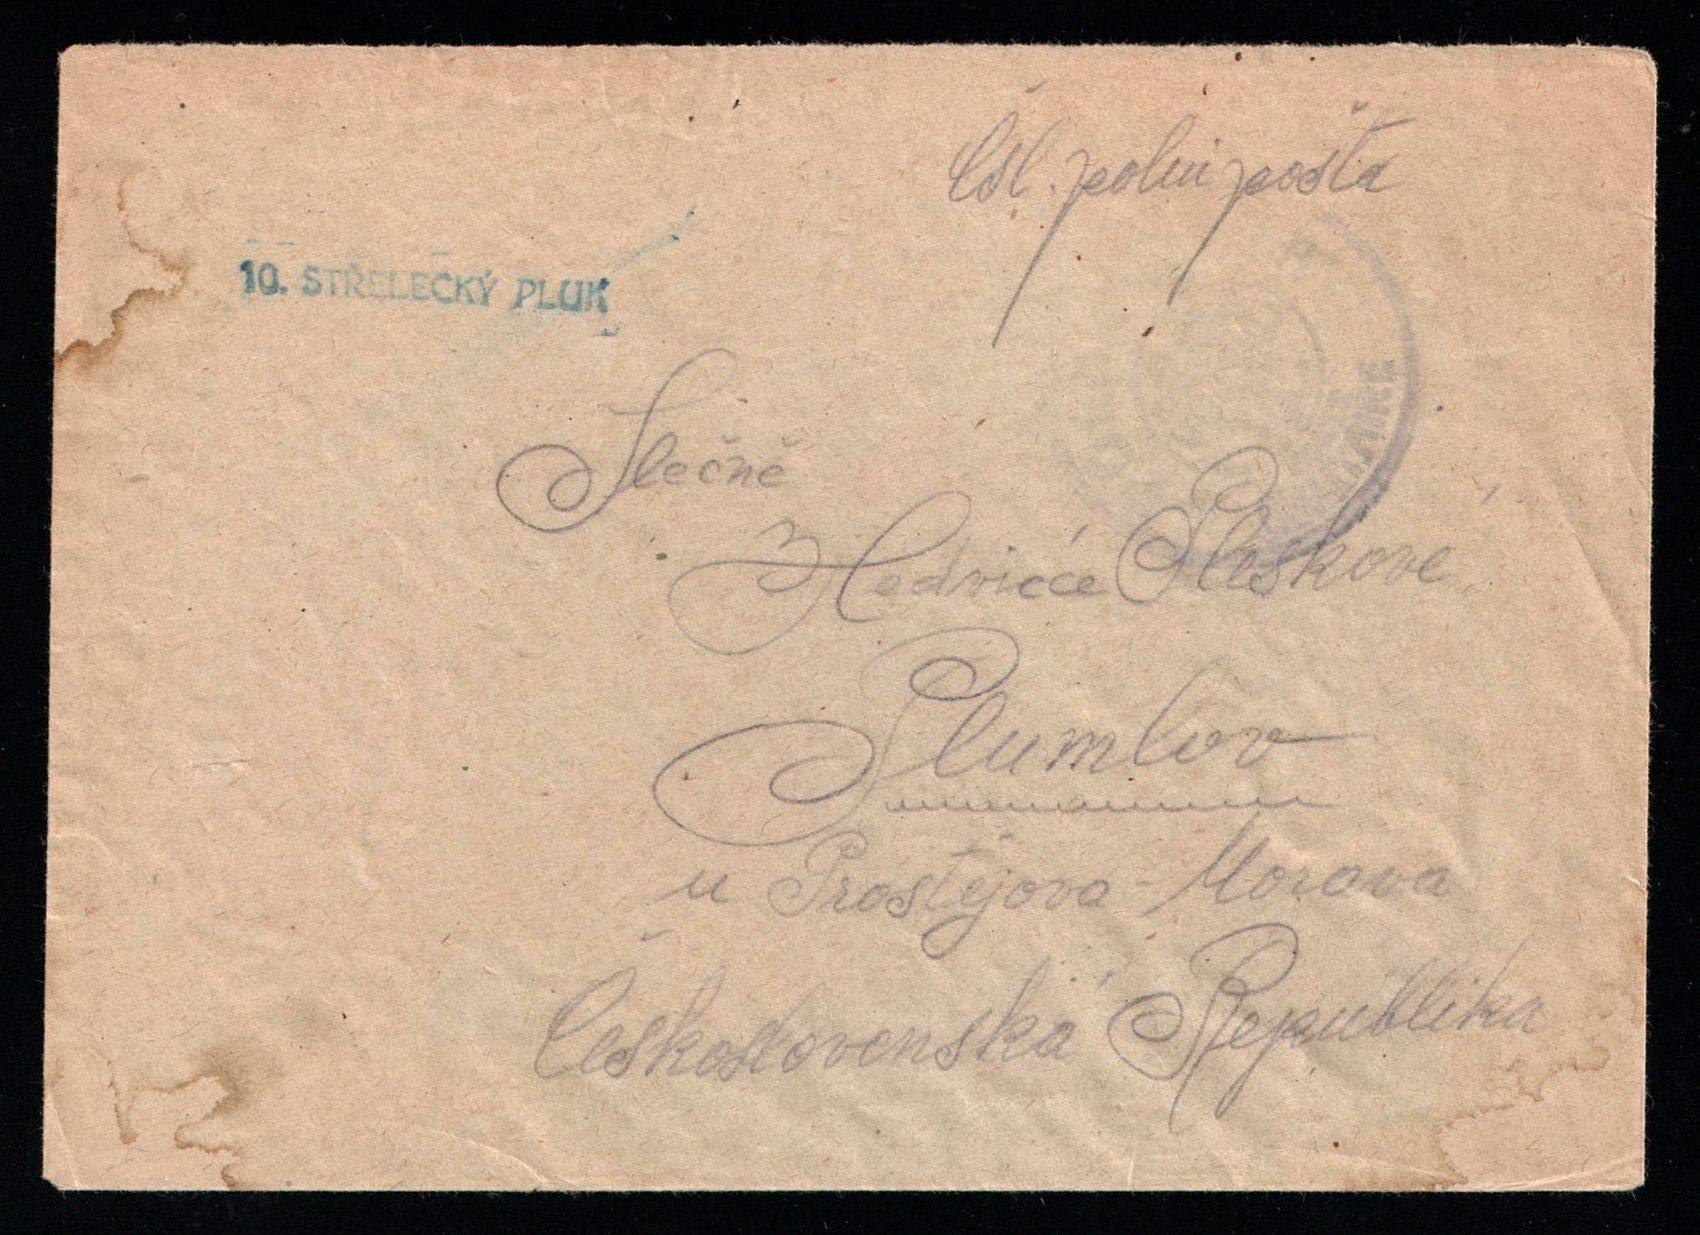 Čsl. polní pošta
10. STŘELECKÝ PLUK
Slečně
Hedvičce Pleskové
Plumlov
u Prostějova - Morava
Československá Republika